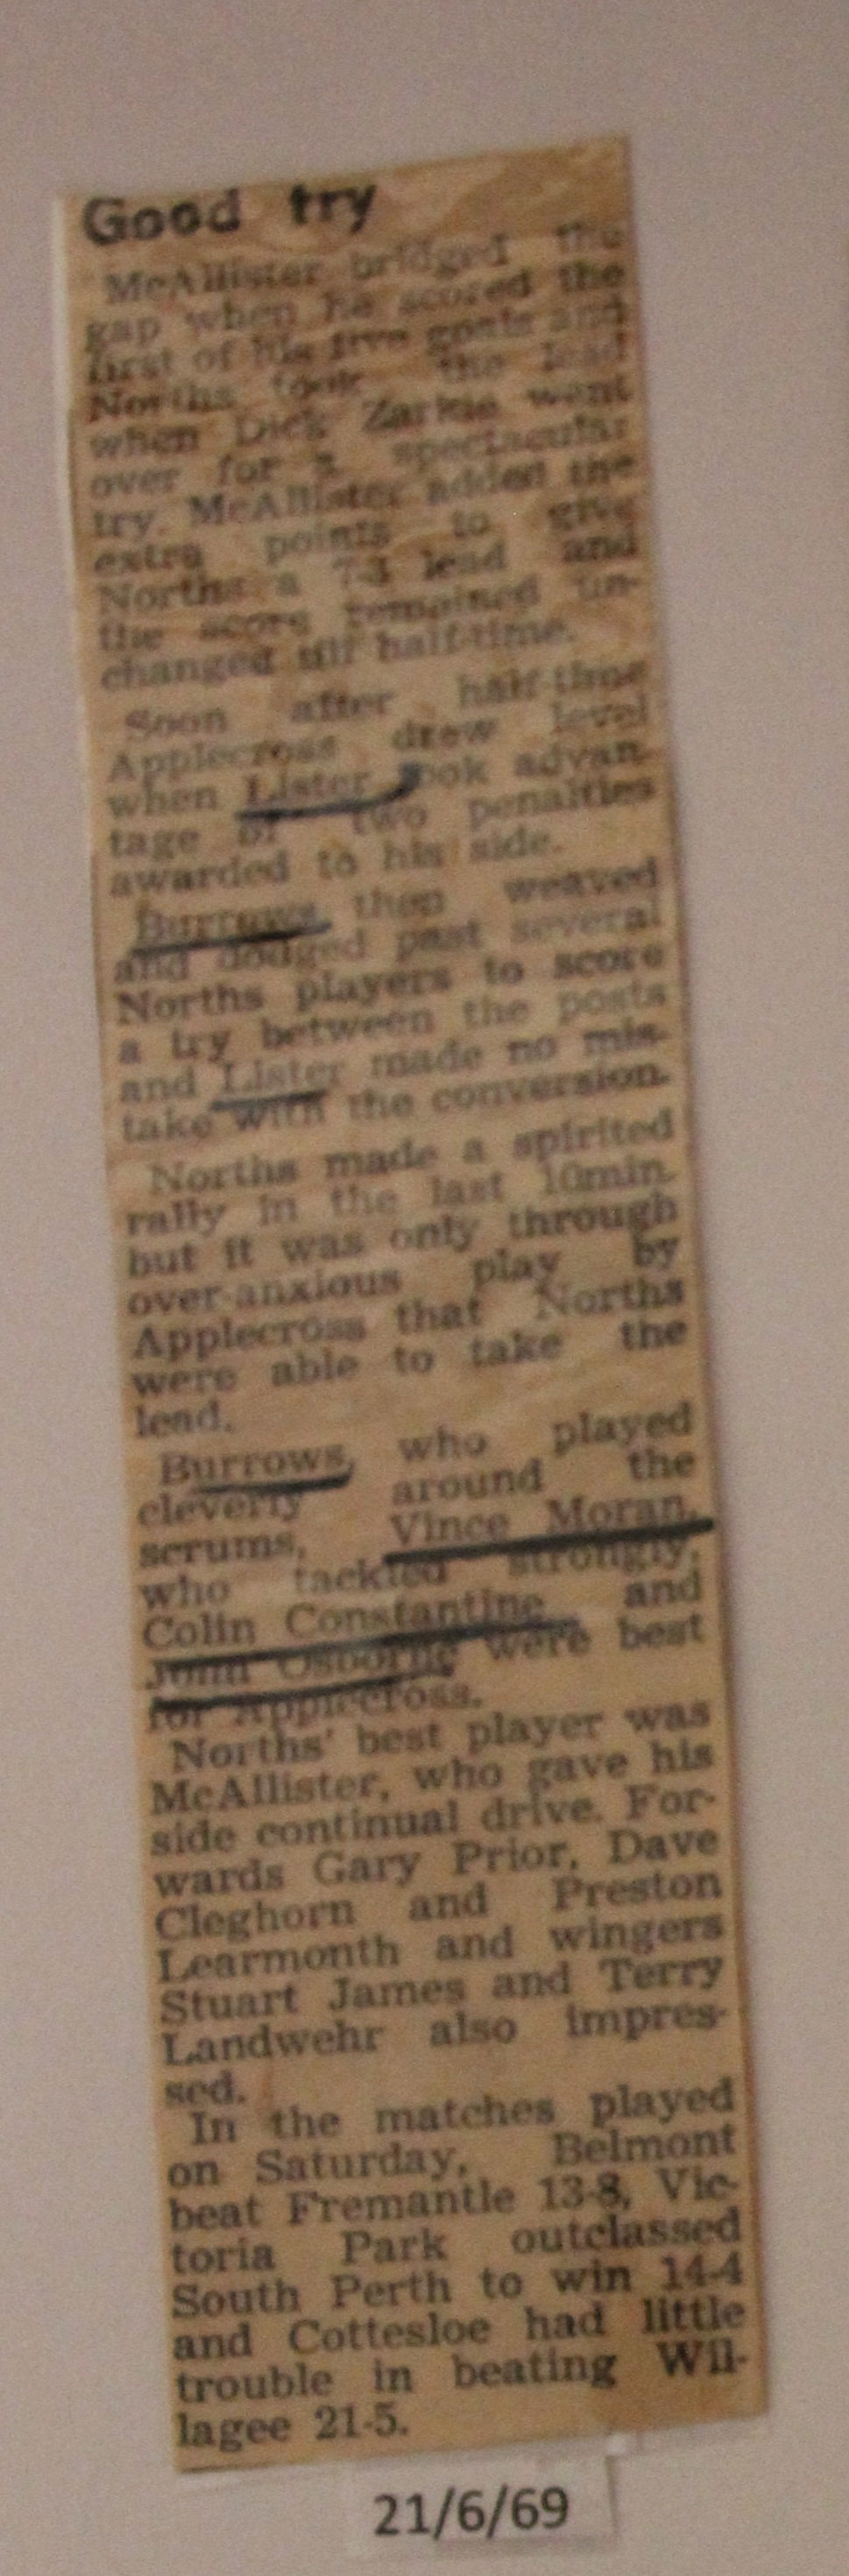 Good try
McAllister bridged the
gap when he scored the
first of his five goals and
Norths took the lead
when Dick Zarkie went
over for a spectacular
try. McAllister added the
extra points to give
Norths a 7-3 lead and
the score remained un-
changed till half-time.
Soon after half-time
Applecross drew level
when Lister took advan-
tage of two penalties
awarded to his side.
Burrows then weaved
and dodged past several
Norths players to score
a try between the posts
and Lister made no mis-
take with the conversion.
Norths made a spirited
rally in the last 10min.
but it was only through
over-anxious play by
Applecross that Norths
were able to take the
lead.
Burrows, who played
cleverly around the
scrums, Vince Moran,
who tackled strongly,
Colin Constantine and
John Osborne were best
for Applecross.
Norths' best player was
McAllister, who gave his
side continual drive. For-
wards Gary Prior, Dave
Cleghorn and Preston
Learmonth and wingers
Stuart James and Terry
Landwehr also impres-
sed.
In the matches played
on Saturday, Belmont
beat Fremantle 13-8, Vic-
toria Park outclassed
South Perth to win 14-4
and Cottesloe had little
trouble in beating Wil-
lagee 21-5.
21/6/69